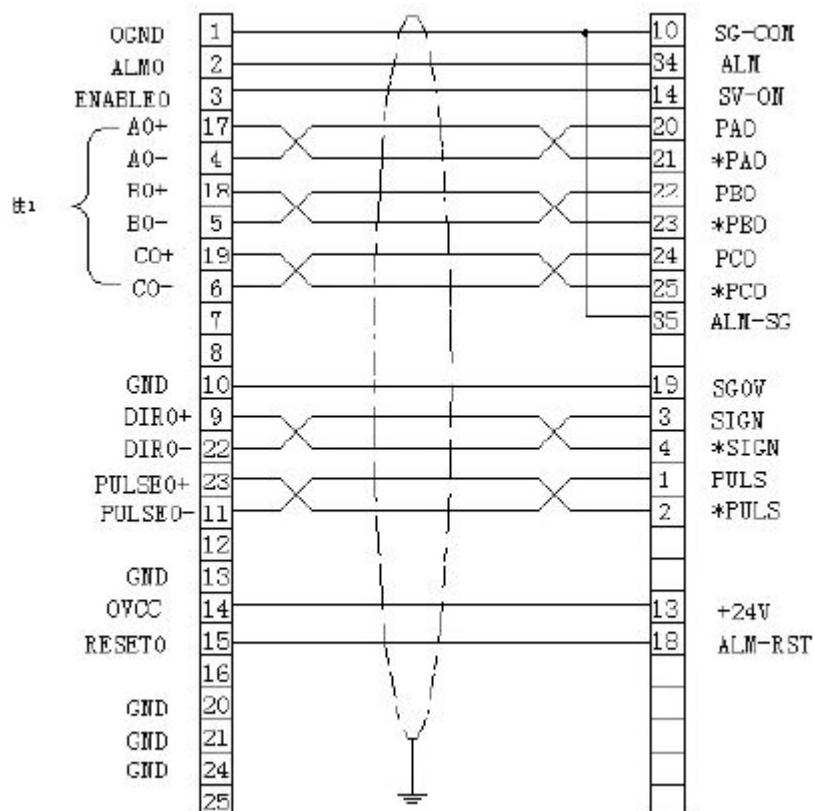 OGND 1 10 SG-COM
ALM0 2 34 ALM
ENABLE0 3 14 SV-ON
A0+ 17 20 PAO
A0- 4 21 *PAO
B0+ 18 22 PBO
注1
B0- 5 23 *PBO
C0+ 19 24 PCO
C0- 6 25 *PCO
7 35 ALM-SG
8
GND 10 19 SG0V
DIR0+ 9 3 SIGN
DIR0- 22 4 *SIGN
PULSE0+ 23 1 PULS
PULSE0- 11 2 *PULS
12
GND 13
OVCC 14 13 +24V
RESET0 15 18 ALM-RST
16
GND 20
GND 21
GND 24
25